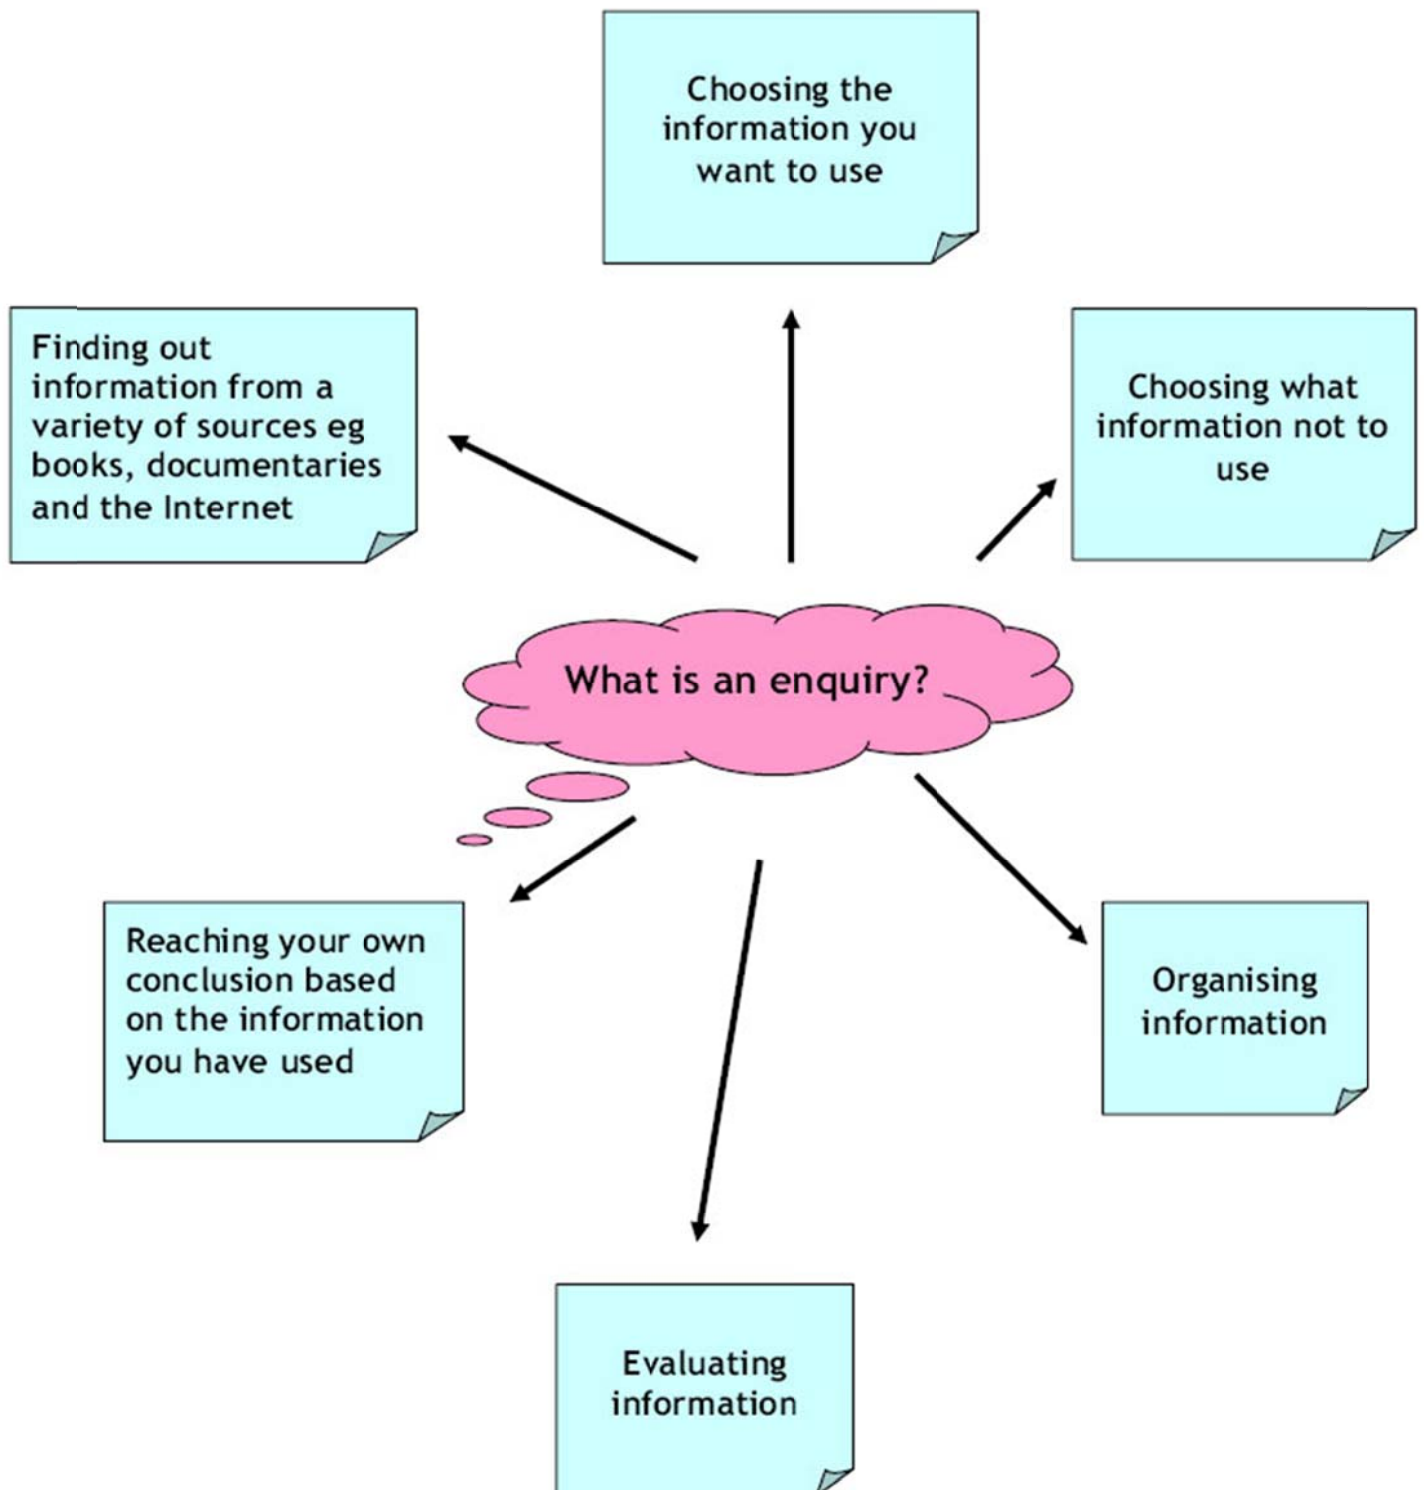 Choosing the
information you
want to use
Finding out
information from a
variety of sources eg
books, documentaries
and the Internet
Choosing what
information not to
use
What is an enquiry?
Reaching your own
conclusion based
on the information
you have used
Organising
information
Evaluating
information